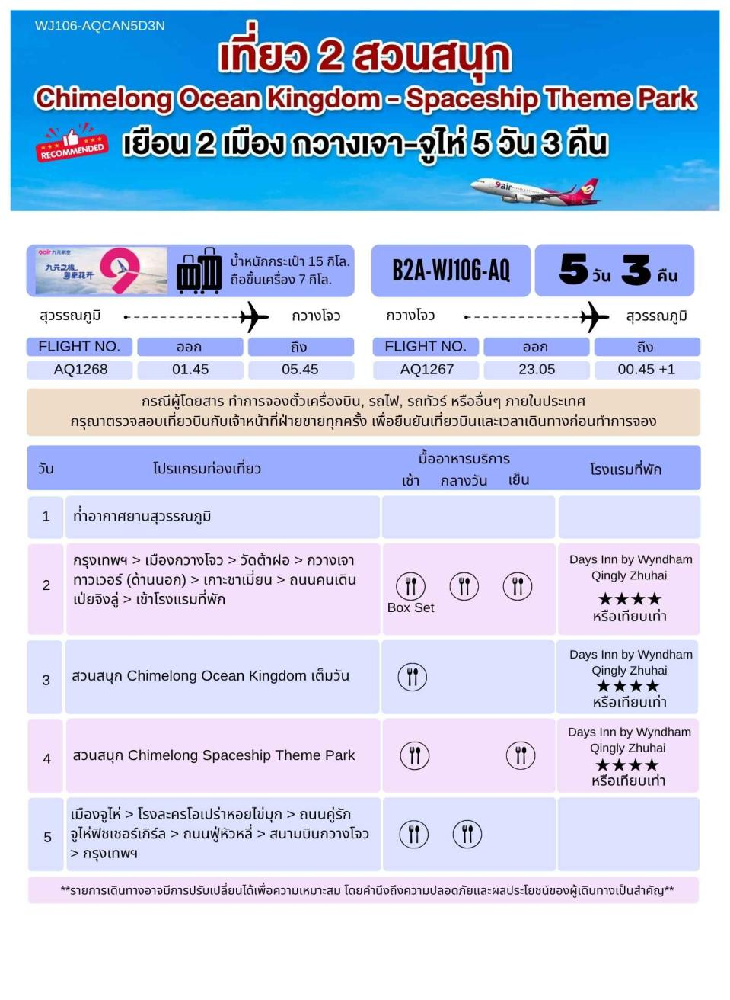 WJ106-AQCAN5D3N
เที่ยว 2 สวนสนุก
Chimelong Ocean Kingdom - Spaceship Theme Park
RECOMMENDED
เยือน 2 เมือง กวางเจา-จูไห่ 5 วัน 3 คืน
9air
9air 九元航空
九元之旅
粤来花开
น้ำหนักกระเป๋า 15 กิโล.
ถือขึ้นเครื่อง 7 กิโล.
B2A-WJ106-AQ
5 วัน 3 คืน
สุวรรณภูมิ กวางโจว
กวางโจว สุวรรณภูมิ
FLIGHT NO. ออก ถึง
FLIGHT NO. ออก ถึง
AQ1268 01.45 05.45
AQ1267 23.05 00.45 +1
กรณีผู้โดยสาร ทำการจองตั๋วเครื่องบิน, รถไฟ, รถทัวร์ หรืออื่นๆ ภายในประเทศ
กรุณาตรวจสอบเที่ยวบินกับเจ้าหน้าที่ฝ่ายขายทุกครั้ง เพื่อยืนยันเที่ยวบินและเวลาเดินทางก่อนทำการจอง
วัน โปรแกรมท่องเที่ยว มื้ออาหารบริการ โรงแรมที่พัก
เช้า กลางวัน เย็น
1 ท่่าอากาศยานสุวรรณภูมิ
2
กรุงเทพฯ > เมืองกวางโจว > วัดต้าฝอ > กวางเจา
ทาวเวอร์ (ด้านนอก) > เกาะซาเมี่ยน > ถนนคนเดิน
เป่ยจิงลู่ > เข้าโรงแรมที่พัก
Box Set
Days Inn by Wyndham
Qingly Zhuhai
★★★★
หรือเทียบเท่า
3 สวนสนุก Chimelong Ocean Kingdom เต็มวัน
Days Inn by Wyndham
Qingly Zhuhai
★★★★
หรือเทียบเท่า
4 สวนสนุก Chimelong Spaceship Theme Park
Days Inn by Wyndham
Qingly Zhuhai
★★★★
หรือเทียบเท่า
5
เมืองจูไห่ > โรงละครโอเปร่าหอยไข่มุก > ถนนคู่รัก
จูไห่ฟิชเชอร์เกิร์ล > ถนนฟู่หัวหลี่ > สนามบินกวางโจว
> กรุงเทพฯ
**รายการเดินทางอาจมีการปรับเปลี่ยนได้เพื่อความเหมาะสม โดยคำนึงถึงความปลอดภัยและผลประโยชน์ของผู้เดินทางเป็นสำคัญ**